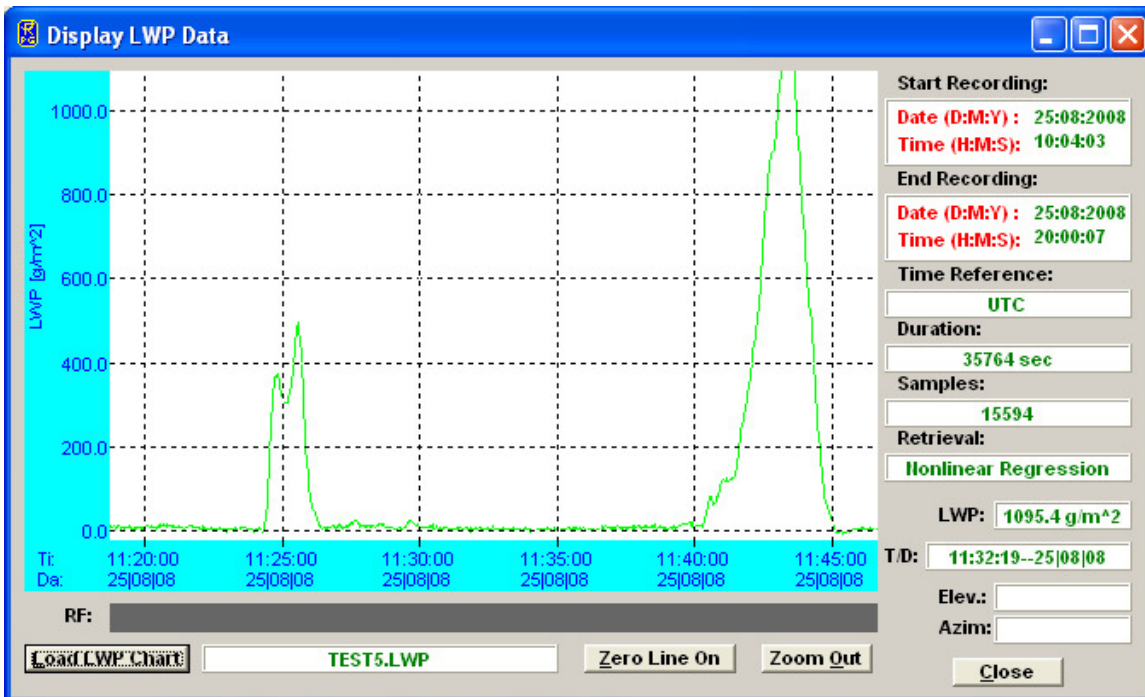 Display LWP Data
Start Recording:
Date (D:M:Y) : 25:08:2008
Time (H:M:S): 10:04:03
End Recording:
Date (D:M:Y) : 25:08:2008
Time (H:M:S): 20:00:07
Time Reference:
UTC
Duration:
35764 sec
Samples:
15594
Retrieval:
Nonlinear Regression
LWP: 1095.4 g/m^2
T/D: 11:32:19--25|08|08
Elev.:
Azim:
LWP [g/m^2]
1000.0
800.0
600.0
400.0
200.0
0.0
Ti: 11:20:00 11:25:00 11:30:00 11:35:00 11:40:00 11:45:00
Da: 25|08|08 25|08|08 25|08|08 25|08|08 25|08|08 25|08|08
RF:
Load LWP Chart TEST5.LWP Zero Line On Zoom Out
Close